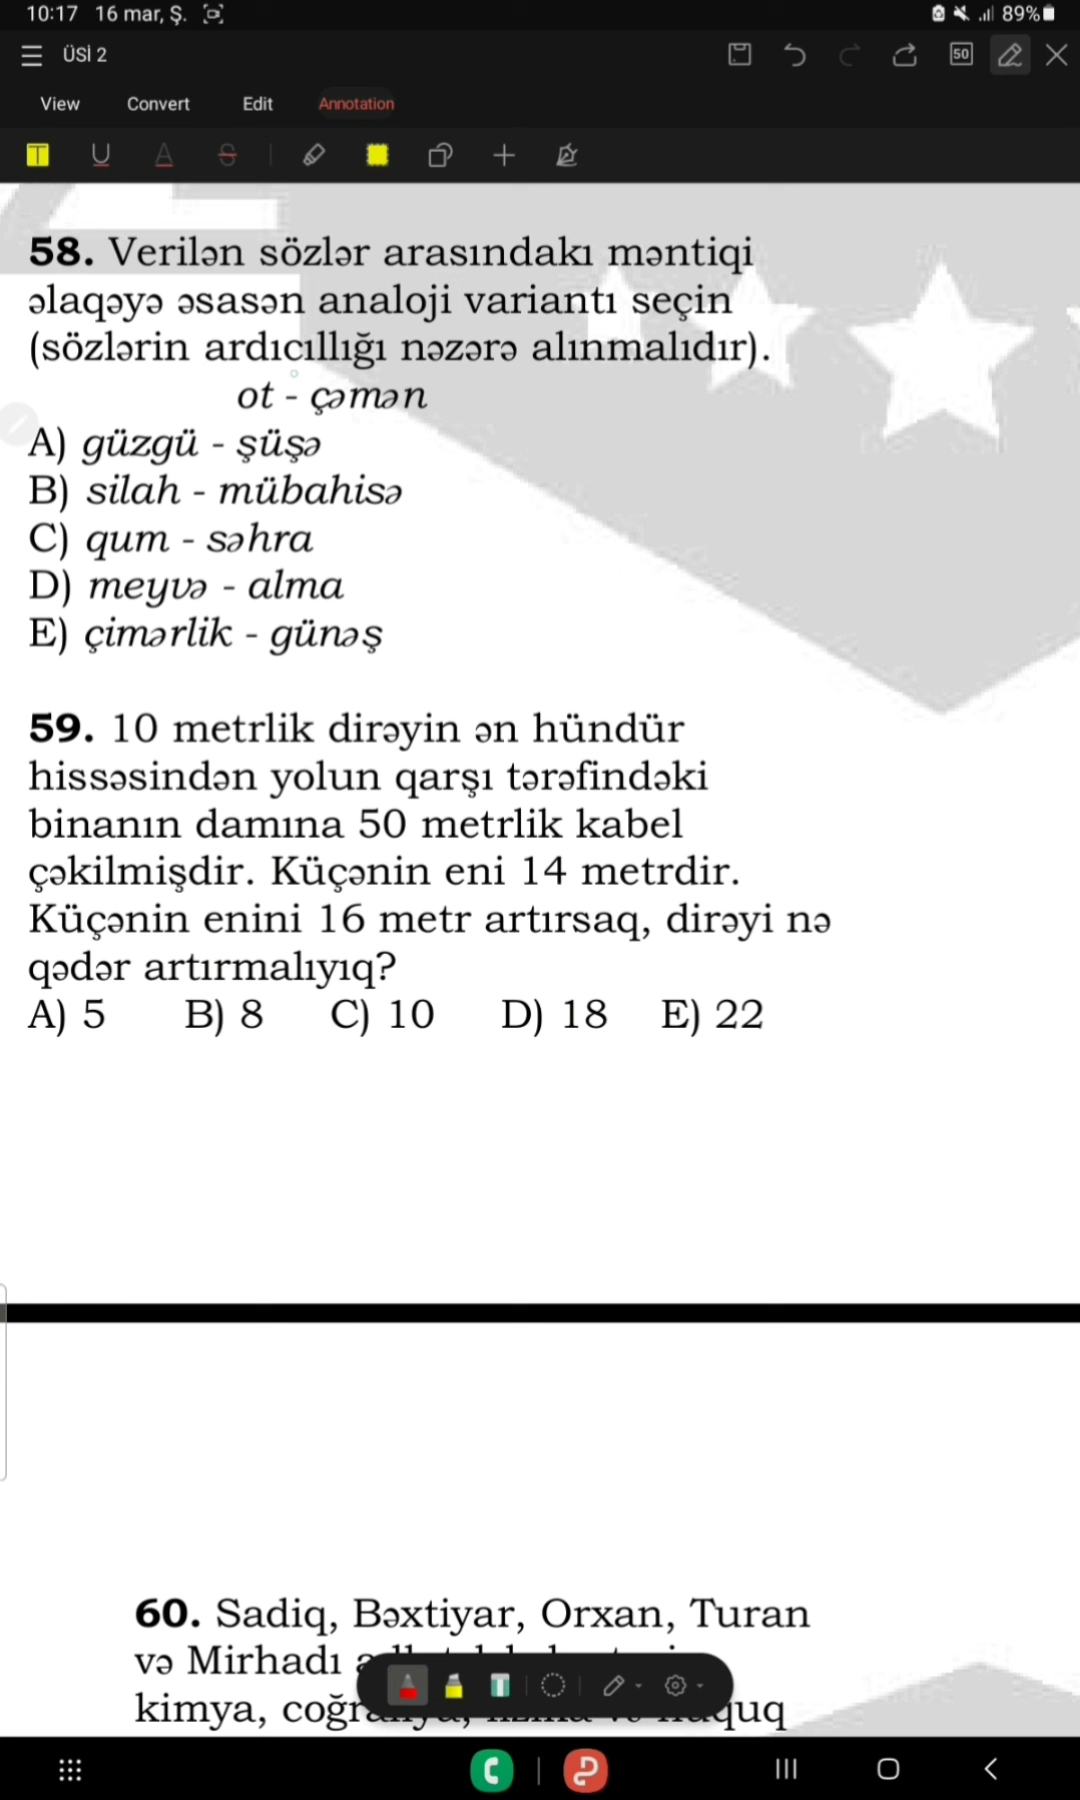 10:17 16 mar, Ş. 89%
ÜSİ 2 50
View Convert Edit Annotation
T U A S
58. Verilən sözlər arasındakı məntiqi
əlaqəyə əsasən analoji variantı seçin
(sözlərin ardıcıllığı nəzərə alınmalıdır).
ot - çəmən
A) güzgü - şüşə
B) silah - mübahisə
C) qum - səhra
D) meyvə - alma
E) çimərlik - günəş
59. 10 metrlik dirəyin ən hündür
hissəsindən yolun qarşı tərəfindəki
binanın damına 50 metrlik kabel
çəkilmişdir. Küçənin eni 14 metrdir.
Küçənin enini 16 metr artırsaq, dirəyi nə
qədər artırmalıyıq?
A) 5 B) 8 C) 10 D) 18 E) 22
60. Sadiq, Bəxtiyar, Orxan, Turan
və Mirhadı
kimya,